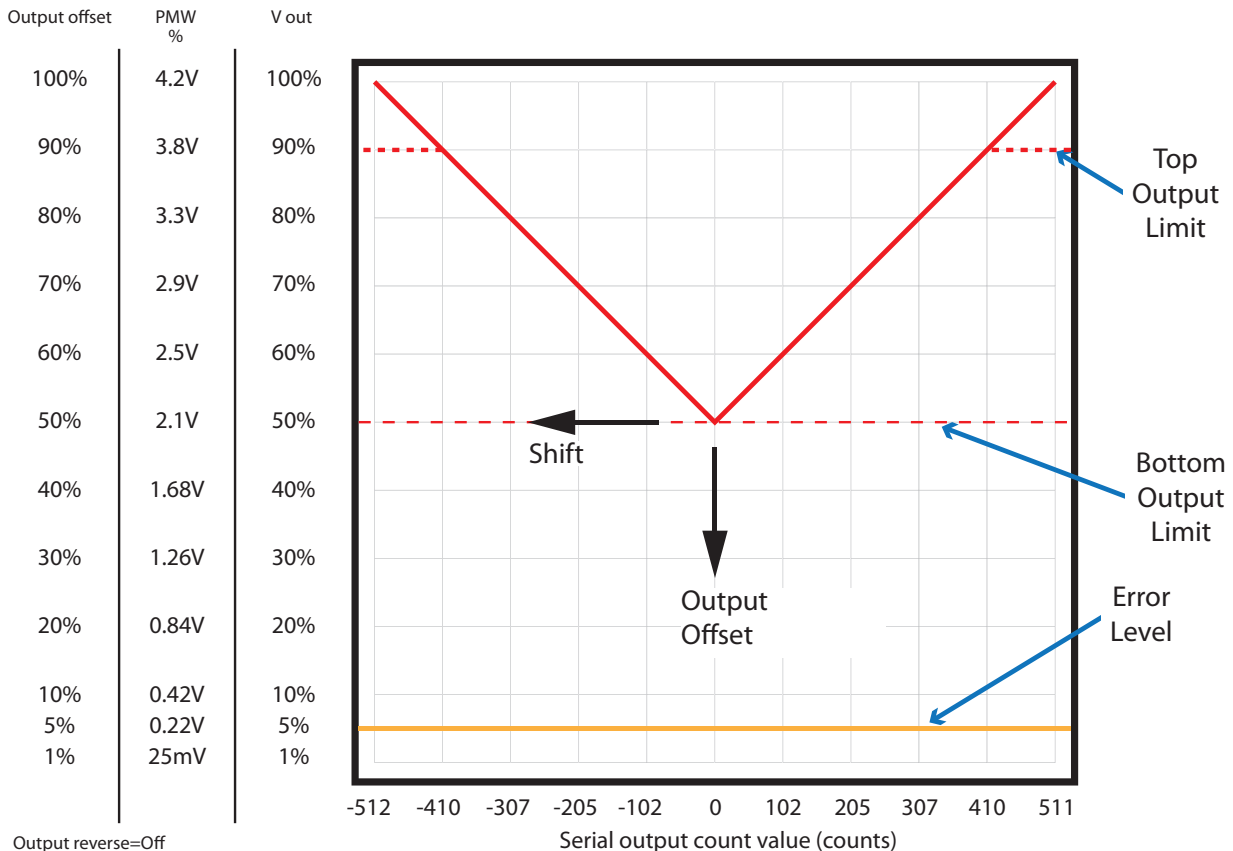 Output offset PMW V out
%
100% 4.2V 100%
90% 3.8V 90%
80% 3.3V 80%
70% 2.9V 70%
60% 2.5V 60%
50% 2.1V 50%
40% 1.68V 40%
30% 1.26V 30%
20% 0.84V 20%
10% 0.42V 10%
5% 0.22V 5%
1% 25mV 1%
Top
Output
Limit
Shift
Bottom
Output
Limit
Output
Offset
Error
Level
-512 -410 -307 -205 -102 0 102 205 307 410 511
Serial output count value (counts)
Output reverse=Off